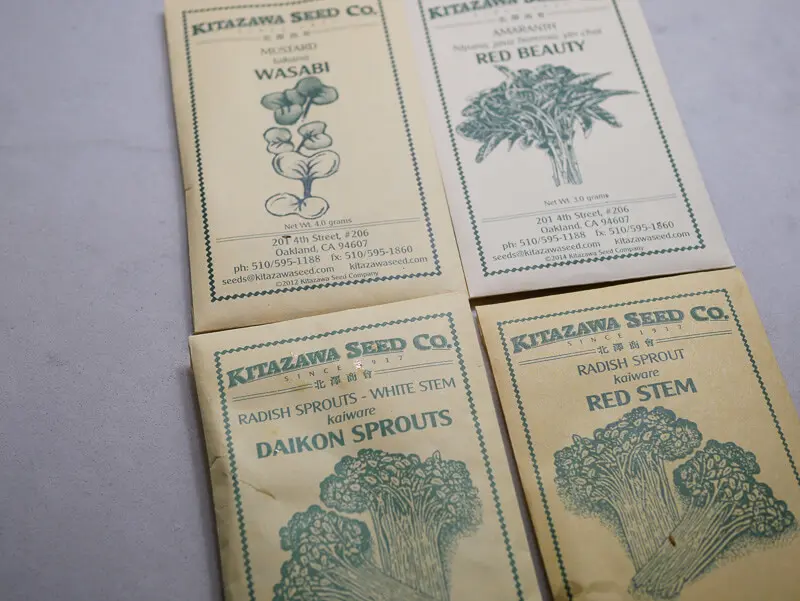 KITAZAWA SEED CO.
北澤商會
MUSTARD
WASABI
Net Wt. 4.0 grams
201 4th Street, #206
Oakland, CA 94607
ph: 510/595-1188 fx: 510/595-1860
seeds@kitazawaseed.com kitazawaseed.com
©2012 Kitazawa Seed Company
KITAZAWA SEED CO.
AMARANTH
RED BEAUTY
Net Wt. 3.0 grams
201 4th Street, #206
Oakland, CA 94607
ph: 510/595-1188 fx: 510/595-1860
seeds@kitazawaseed.com kitazawaseed.com
©2014 Kitazawa Seed Company
KITAZAWA SEED CO.
SINCE 1917
北澤商會
RADISH SPROUTS - WHITE STEM
kaiware
DAIKON SPROUTS
KITAZAWA SEED CO.
SINCE 1917
北澤商會
RADISH SPROUT
kaiware
RED STEM